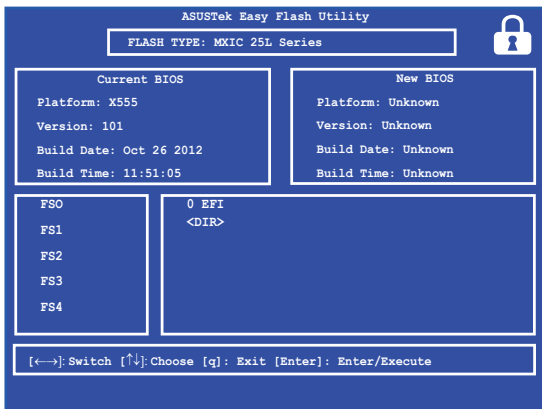 ASUSTek Easy Flash Utility
FLASH TYPE: MXIC 25L Series
Current BIOS
Platform: X555
Version: 101
Build Date: Oct 26 2012
Build Time: 11:51:05
New BIOS
Platform: Unknown
Version: Unknown
Build Date: Unknown
Build Time: Unknown
FSO
FS1
FS2
FS3
FS4
0 EFI
<DIR>
[←→]: Switch [↑↓]: Choose [q]: Exit [Enter]: Enter/Execute